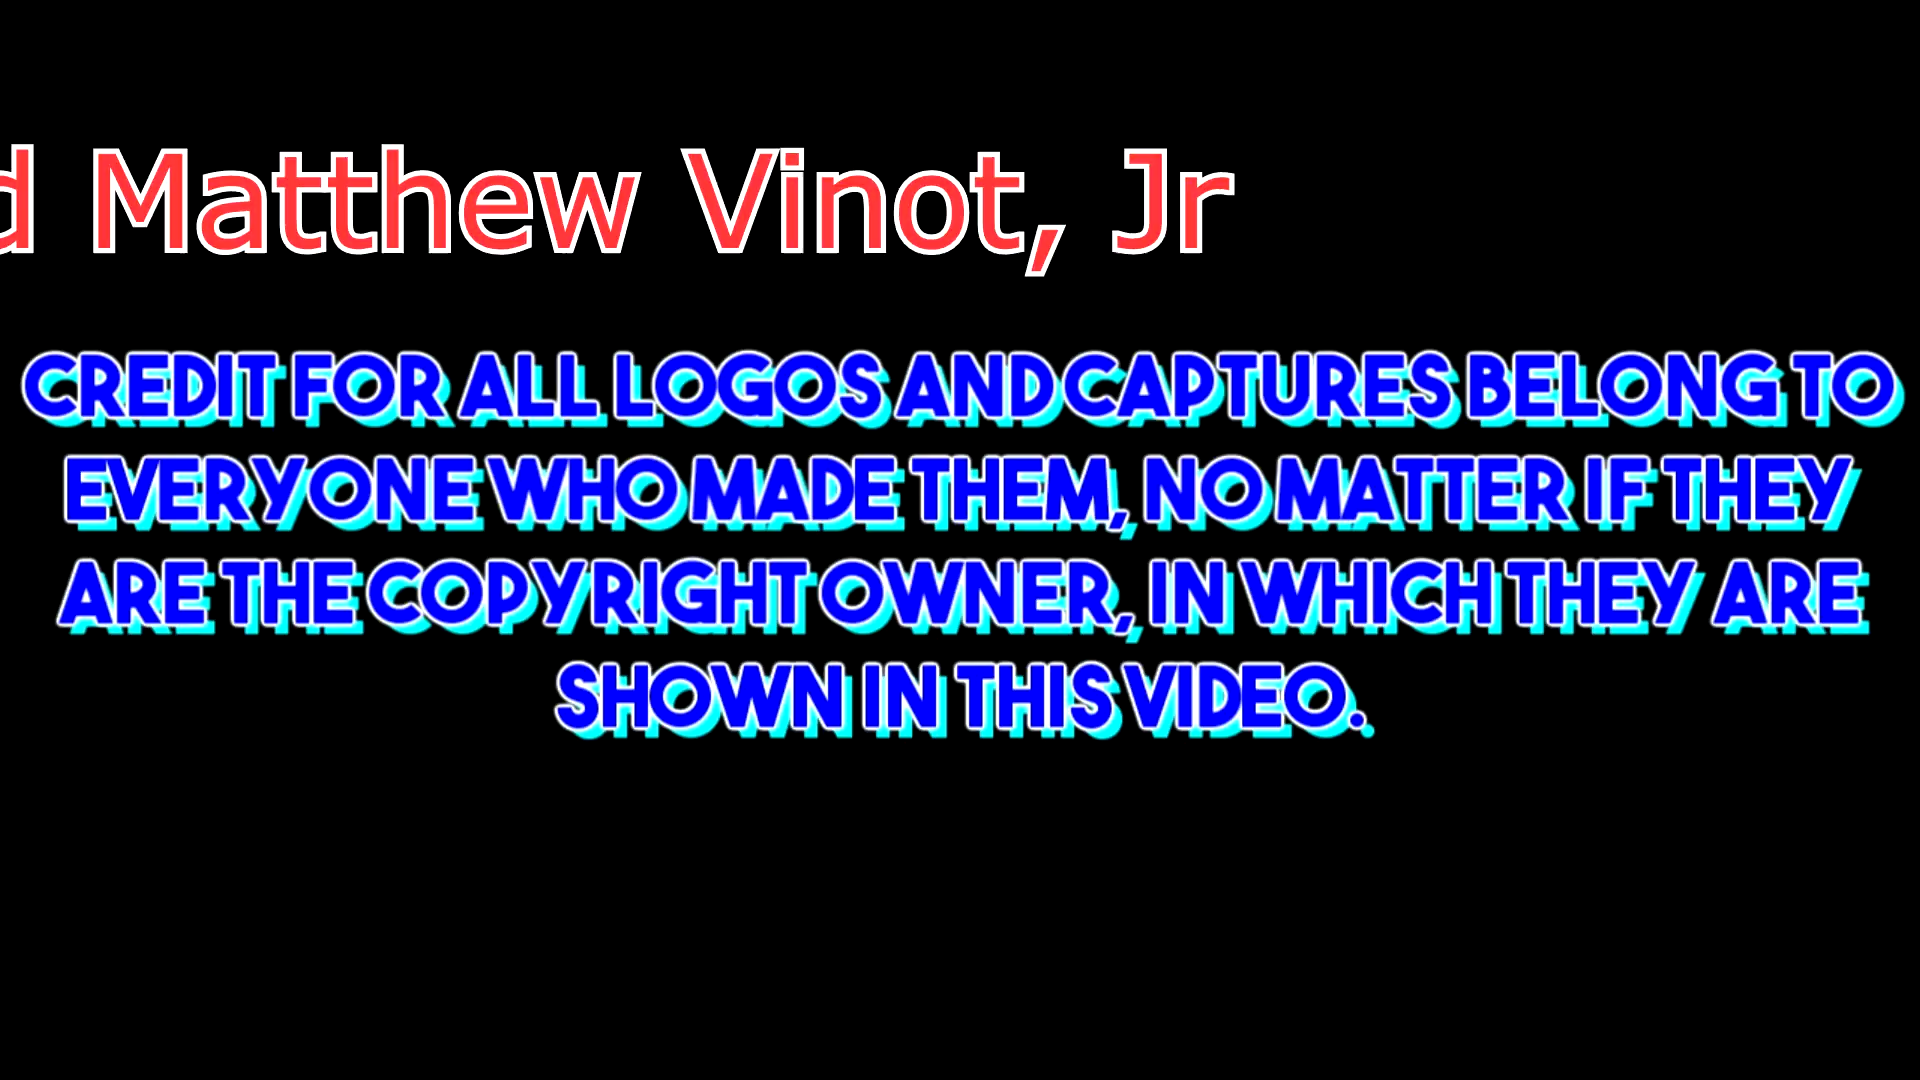 d Matthew Vinot, Jr
CREDIT FOR ALL LOGOS AND CAPTURES BELONG TO
EVERYONE WHO MADE THEM, NO MATTER IF THEY
ARE THE COPYRIGHT OWNER, IN WHICH THEY ARE
SHOWN IN THIS VIDEO.